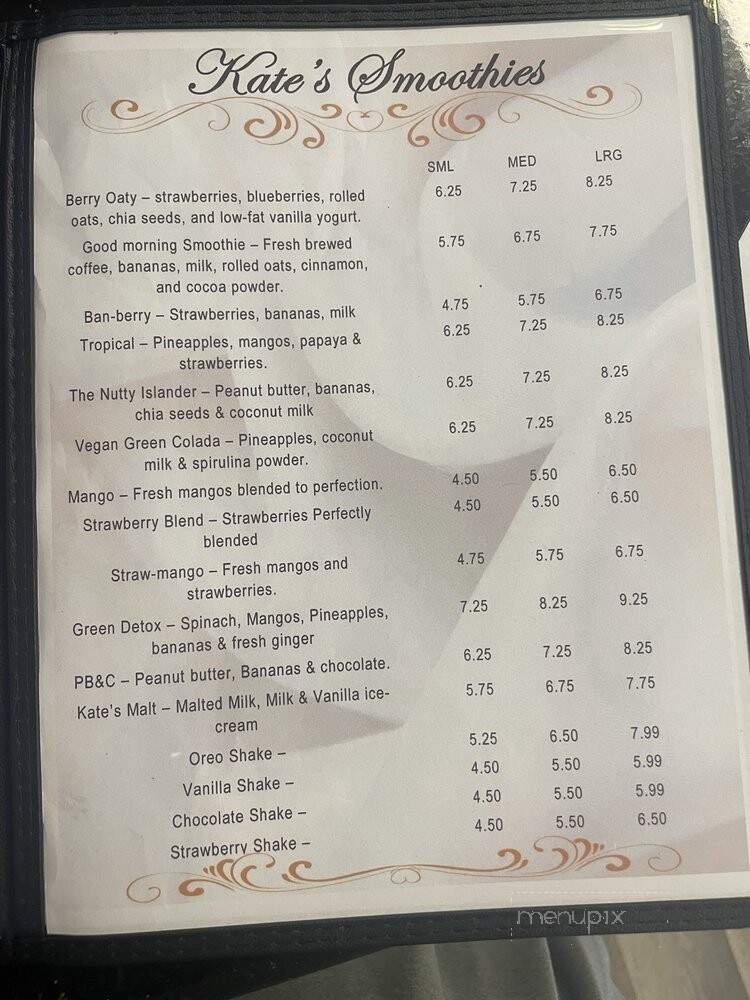 Kate's Smoothies
SML MED LRG
Berry Oaty – strawberries, blueberries, rolled 6.25 7.25 8.25
oats, chia seeds, and low-fat vanilla yogurt.
Good morning Smoothie – Fresh brewed 5.75 6.75 7.75
coffee, bananas, milk, rolled oats, cinnamon,
and cocoa powder.
Ban-berry – Strawberries, bananas, milk 4.75 5.75 6.75
Tropical – Pineapples, mangos, papaya & 6.25 7.25 8.25
strawberries.
The Nutty Islander – Peanut butter, bananas, 6.25 7.25 8.25
chia seeds & coconut milk
Vegan Green Colada – Pineapples, coconut 6.25 7.25 8.25
milk & spirulina powder.
Mango – Fresh mangos blended to perfection. 4.50 5.50 6.50
Strawberry Blend – Strawberries Perfectly 4.50 5.50 6.50
blended
Straw-mango – Fresh mangos and 4.75 5.75 6.75
strawberries.
Green Detox – Spinach, Mangos, Pineapples, 7.25 8.25 9.25
bananas & fresh ginger
PB&C – Peanut butter, Bananas & chocolate. 6.25 7.25 8.25
Kate's Malt – Malted Milk, Milk & Vanilla ice- 5.75 6.75 7.75
cream
Oreo Shake – 5.25 6.50 7.99
Vanilla Shake – 4.50 5.50 5.99
Chocolate Shake – 4.50 5.50 5.99
Strawberry Shake – 4.50 5.50 6.50
menupix